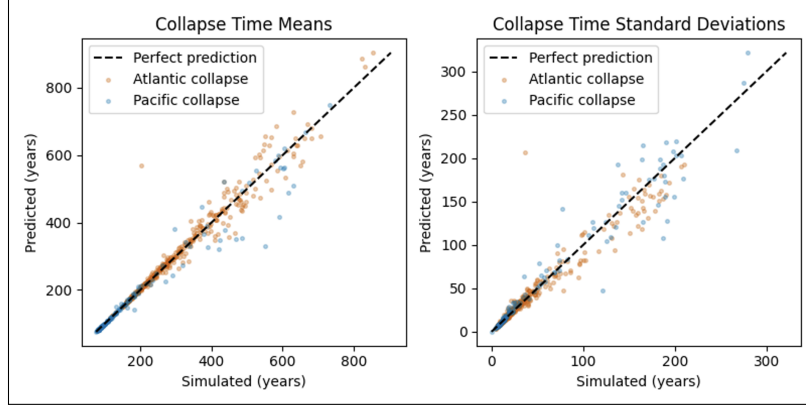 Collapse Time Means
Perfect prediction
Atlantic collapse
Pacific collapse
800
600
400
200
Predicted (years)
200 400 600 800
Simulated (years)
Collapse Time Standard Deviations
Perfect prediction
Atlantic collapse
Pacific collapse
300
250
200
150
100
50
0
Predicted (years)
0 100 200 300
Simulated (years)